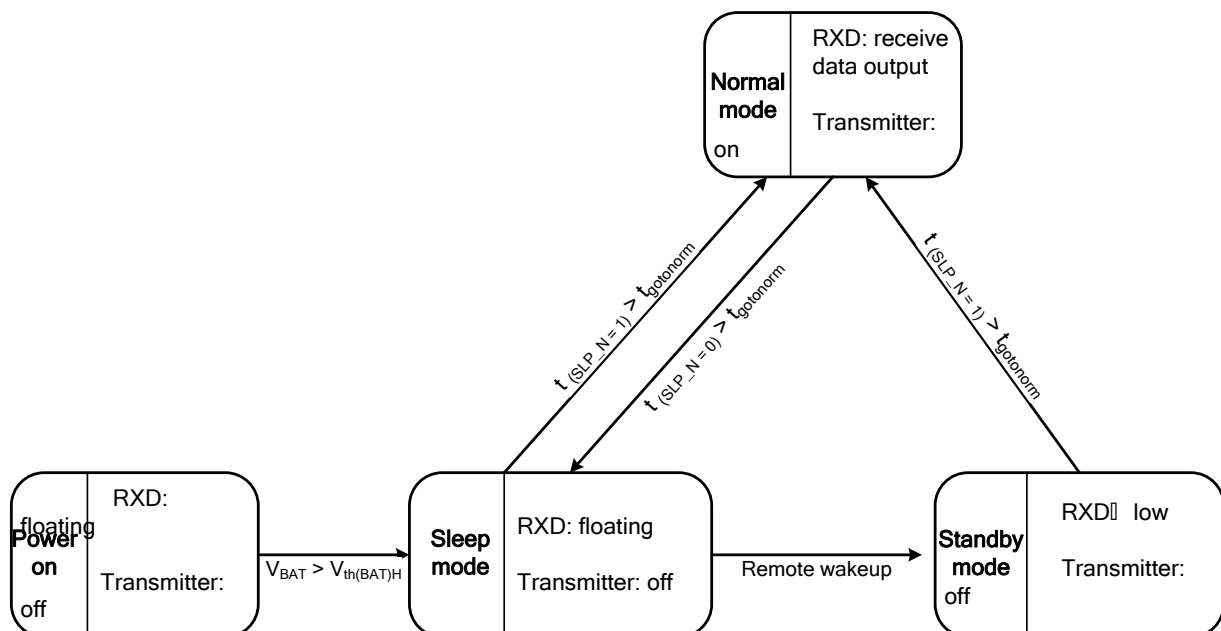 RXD: receive
data output
Normal
mode
Transmitter:
on
t (SLP_N = 1) > tgotonorm
t (SLP_N = 0) > tgotonorm
t (SLP_N = 1) > tgotonorm
RXD:
floating
Power
on
Transmitter:
off
VBAT > Vth(BAT)H
Sleep
mode
RXD: floating
Transmitter: off
Remote wakeup
Standby
mode
RXD▯ low
Transmitter:
off